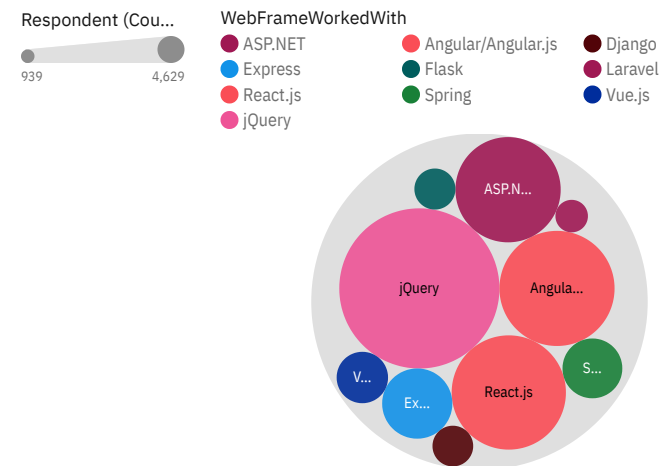 Respondent (Cou...
939
4,629
WebFrameWorkedWith
ASP.NET
Angular/Angular.js
Django
Express
Flask
Laravel
React.js
Spring
Vue.js
jQuery
ASP.N...
jQuery
Angula...
V...
Ex...
React.js
S...